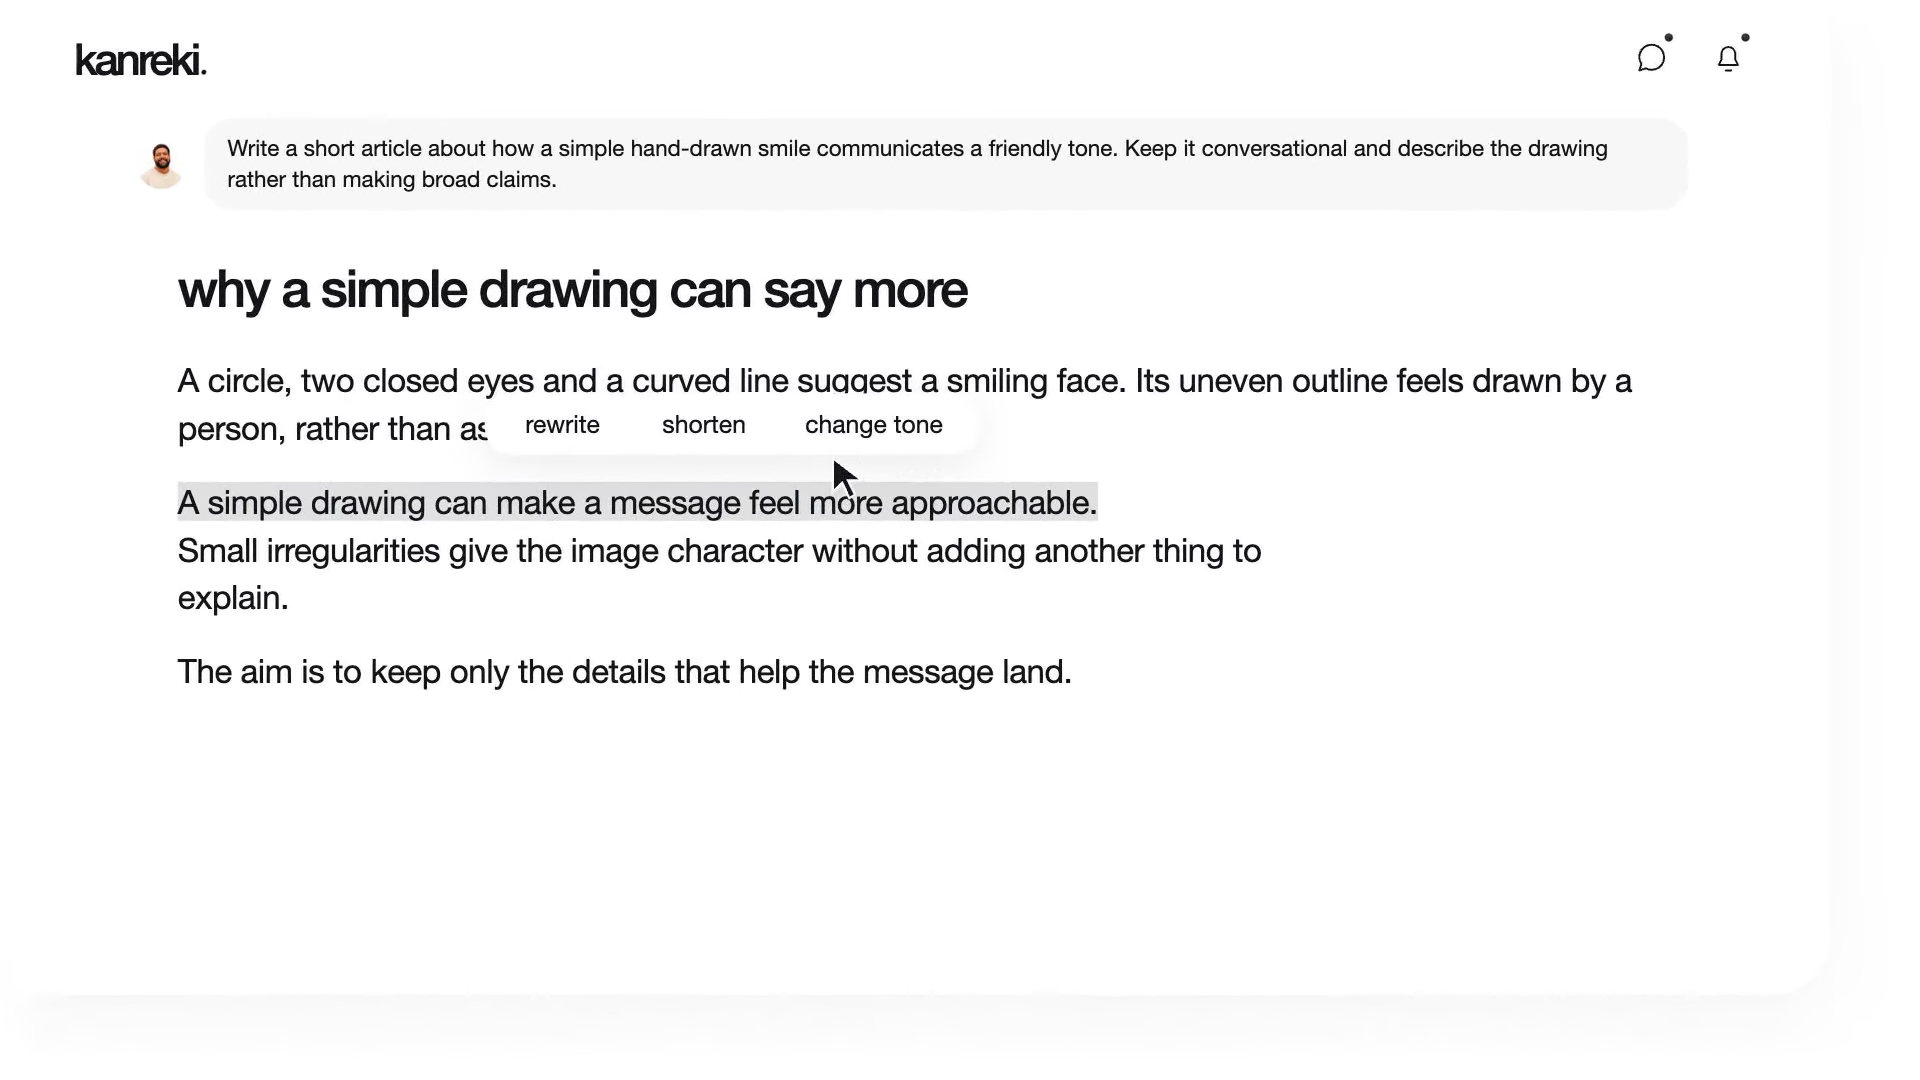 kanreki.
Write a short article about how a simple hand-drawn smile communicates a friendly tone. Keep it conversational and describe the drawing
rather than making broad claims.
why a simple drawing can say more
A circle, two closed eyes and a curved line suggest a smiling face. Its uneven outline feels drawn by a
person, rather than as
rewrite shorten change tone
A simple drawing can make a message feel more approachable.
Small irregularities give the image character without adding another thing to
explain.
The aim is to keep only the details that help the message land.